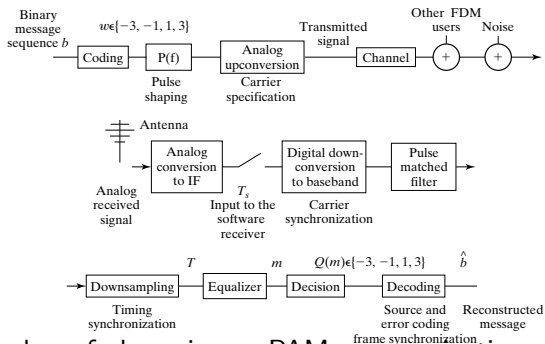 Binary
message
sequence b
wϵ{−3, −1, 1, 3}
Coding
P(f)
Pulse
shaping
Analog
upconversion
Carrier
specification
Transmitted
signal
Channel
Other FDM
users
+
Noise
+
Antenna
Analog
received
signal
Analog
conversion
to IF
Ts
Input to the
software
receiver
Digital down-
conversion
to baseband
Carrier
synchronization
Pulse
matched
filter
Downsampling
Timing
synchronization
T
Equalizer
m
Decision
Q(m)ϵ{−3, −1, 1, 3}
Decoding
Source and
error coding
frame synchronization
b̂
Reconstructed
message